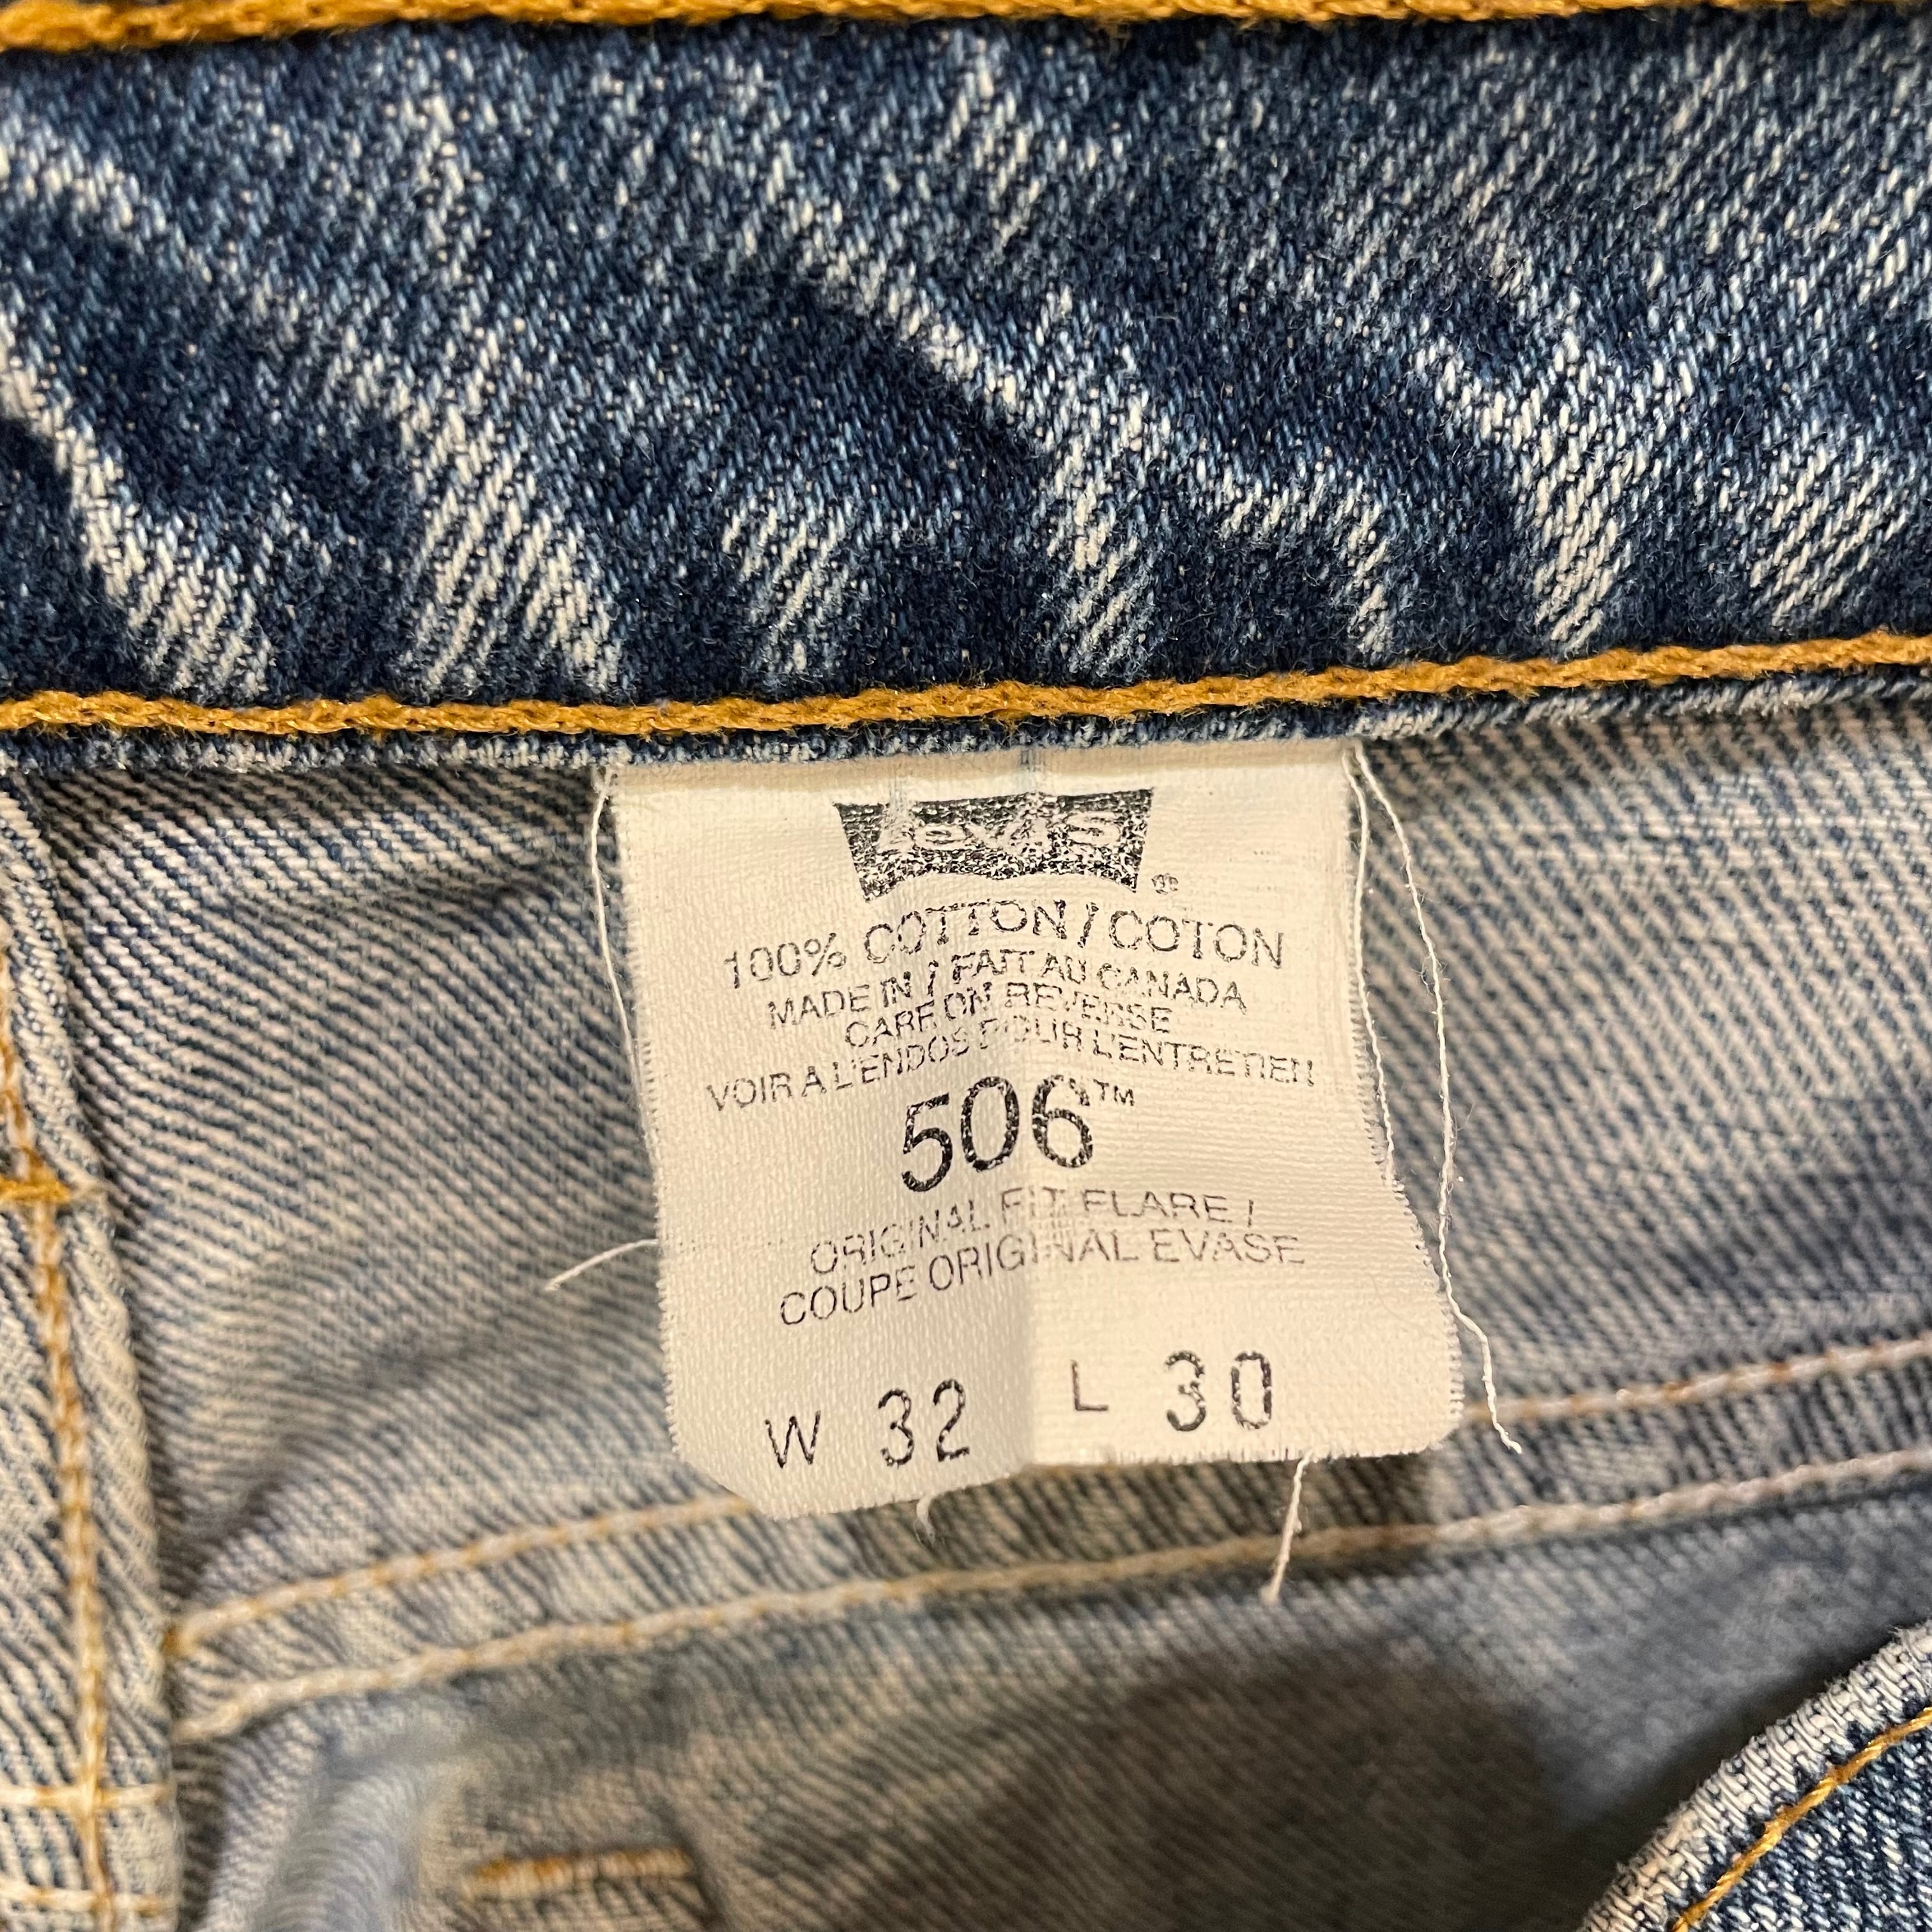 Levi's ®
100% COTTON / COTON
MADE IN / FAIT AU CANADA
CARE ON REVERSE
VOIR A L'ENDOS POUR L'ENTRETIEN
506™
ORIGINAL FIT FLARE /
COUPE ORIGINAL EVASE
W 32 L 30